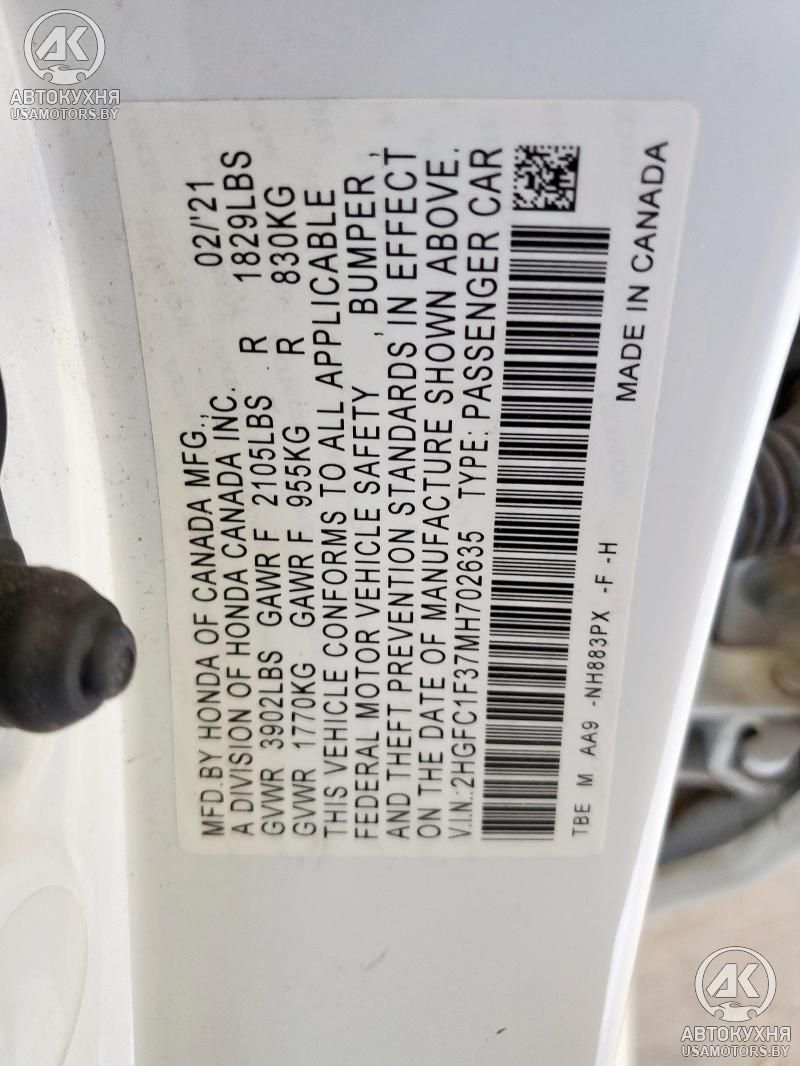 AK
АВТОКУХНЯ
USAMOTORS.BY
MFD.BY HONDA OF CANADA MFG., 02/'21
A DIVISION OF HONDA CANADA INC.
GVWR 3902LBS GAWR F 2105LBS R 1829LBS
GVWR 1770KG GAWR F 955KG R 830KG
THIS VEHICLE CONFORMS TO ALL APPLICABLE
FEDERAL MOTOR VEHICLE SAFETY , BUMPER ,
AND THEFT PREVENTION STANDARDS IN EFFECT
ON THE DATE OF MANUFACTURE SHOWN ABOVE.
V.I.N.:2HGFC1F37MH702635 TYPE: PASSENGER CAR
TBE M AA9 -NH883PX -F -H
MADE IN CANADA
AK
АВТОКУХНЯ
USAMOTORS.BY